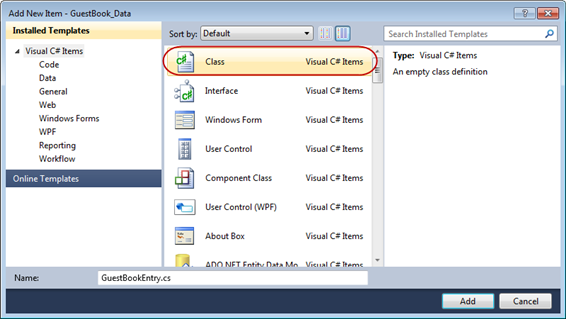 Add New Item - GuestBook_Data
Installed Templates
Sort by: Default
Search Installed Templates
Visual C# Items
Code
Data
General
Web
Windows Forms
WPF
Reporting
Workflow
Online Templates
Class Visual C# Items
Interface Visual C# Items
Windows Form Visual C# Items
User Control Visual C# Items
Component Class Visual C# Items
User Control (WPF) Visual C# Items
About Box Visual C# Items
ADO.NET Entity Data Mo... Visual C# Items
Type: Visual C# Items
An empty class definition
Name: GuestBookEntry.cs
Add Cancel